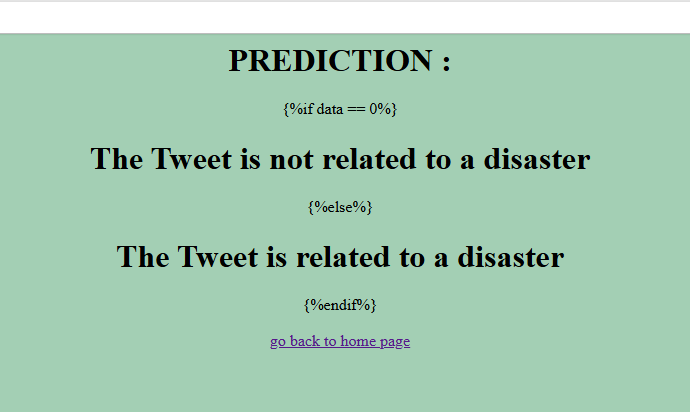 PREDICTION :
{%if data == 0%}
The Tweet is not related to a disaster
{%else%}
The Tweet is related to a disaster
{%endif%}
go back to home page